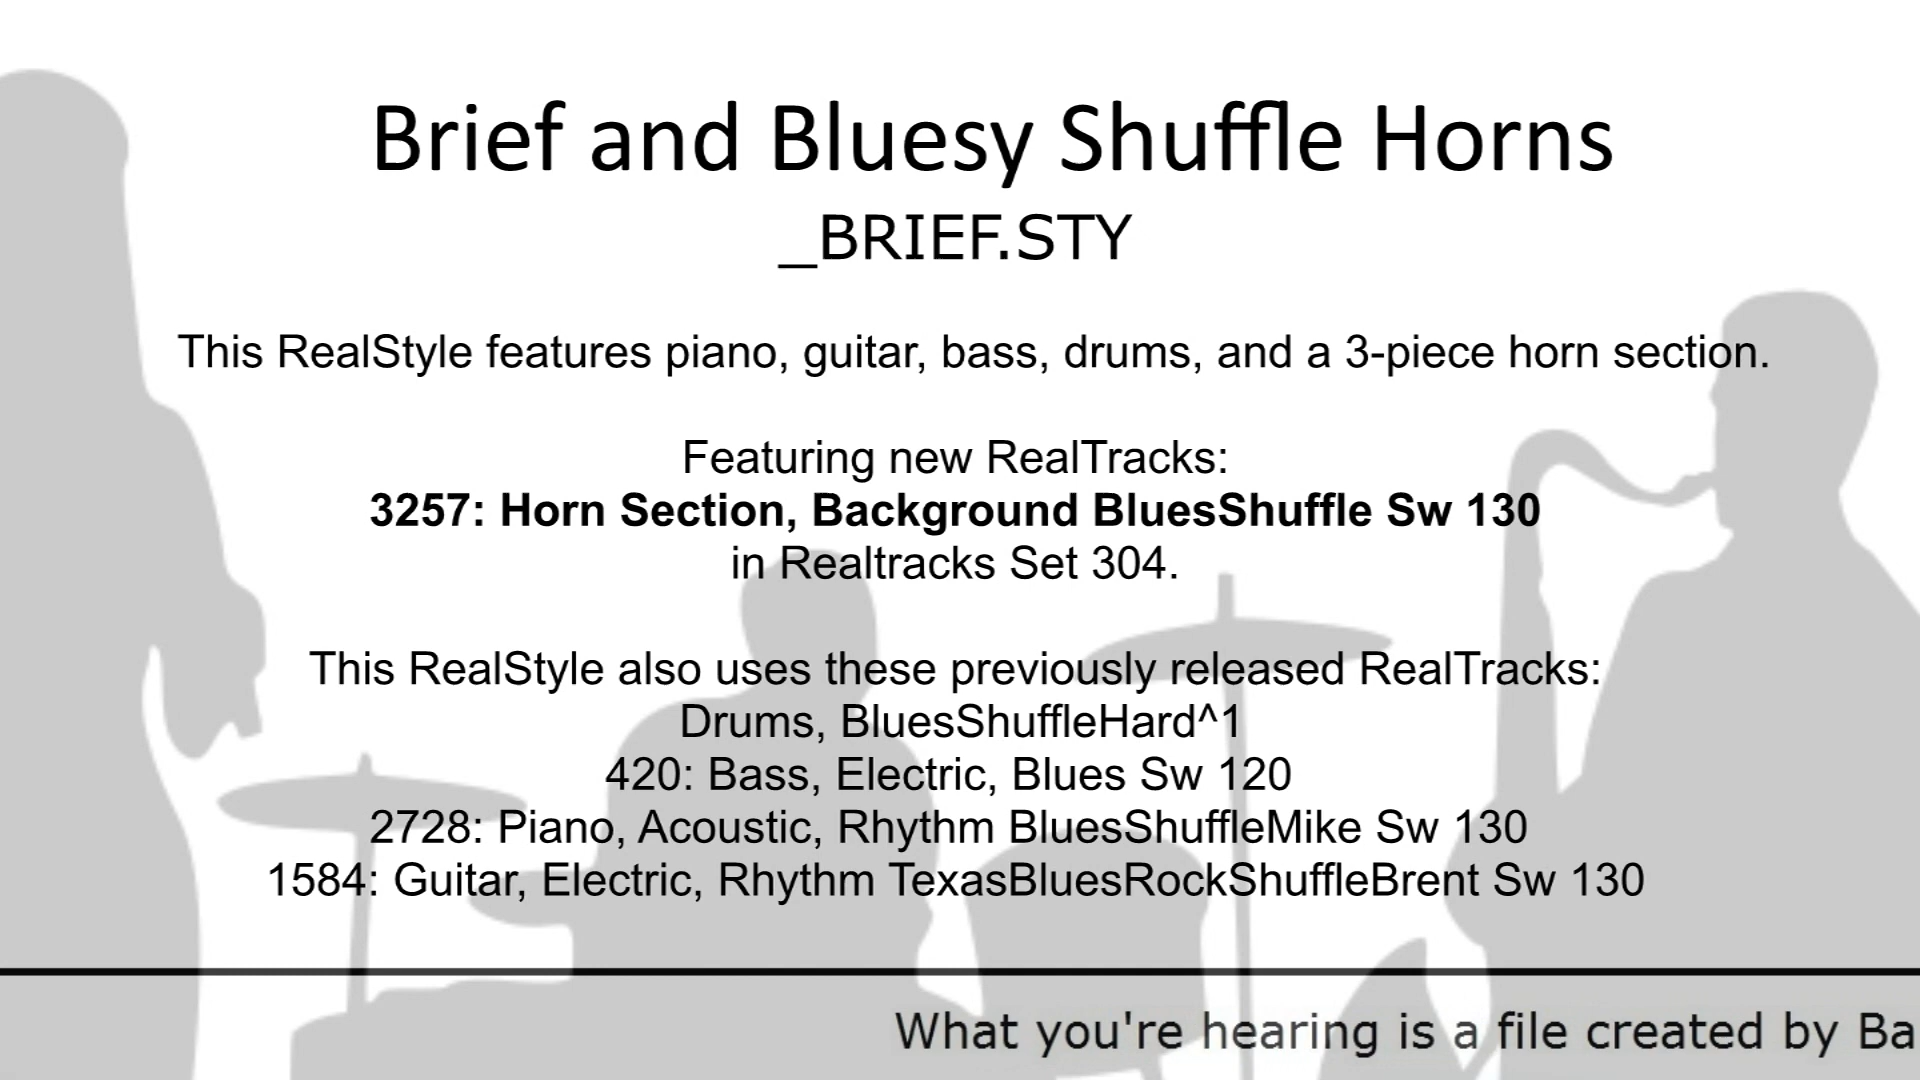 Brief and Bluesy Shuffle Horns
_BRIEF.STY
This RealStyle features piano, guitar, bass, drums, and a 3-piece horn section.
Featuring new RealTracks:
3257: Horn Section, Background BluesShuffle Sw 130
in Realtracks Set 304.
This RealStyle also uses these previously released RealTracks:
Drums, BluesShuffleHard^1
420: Bass, Electric, Blues Sw 120
2728: Piano, Acoustic, Rhythm BluesShuffleMike Sw 130
1584: Guitar, Electric, Rhythm TexasBluesRockShuffleBrent Sw 130
What you're hearing is a file created by Ba